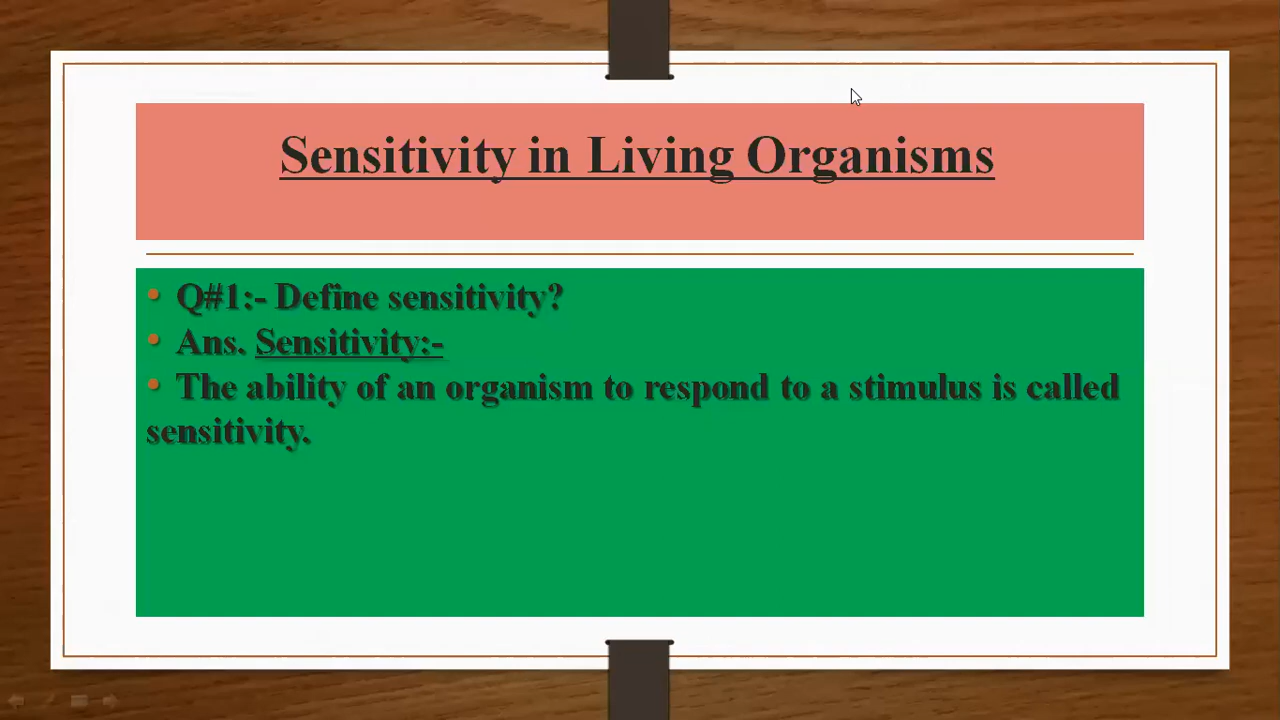 Sensitivity in Living Organisms
• Q#1:- Define sensitivity?
• Ans. Sensitivity:-
• The ability of an organism to respond to a stimulus is called
sensitivity.